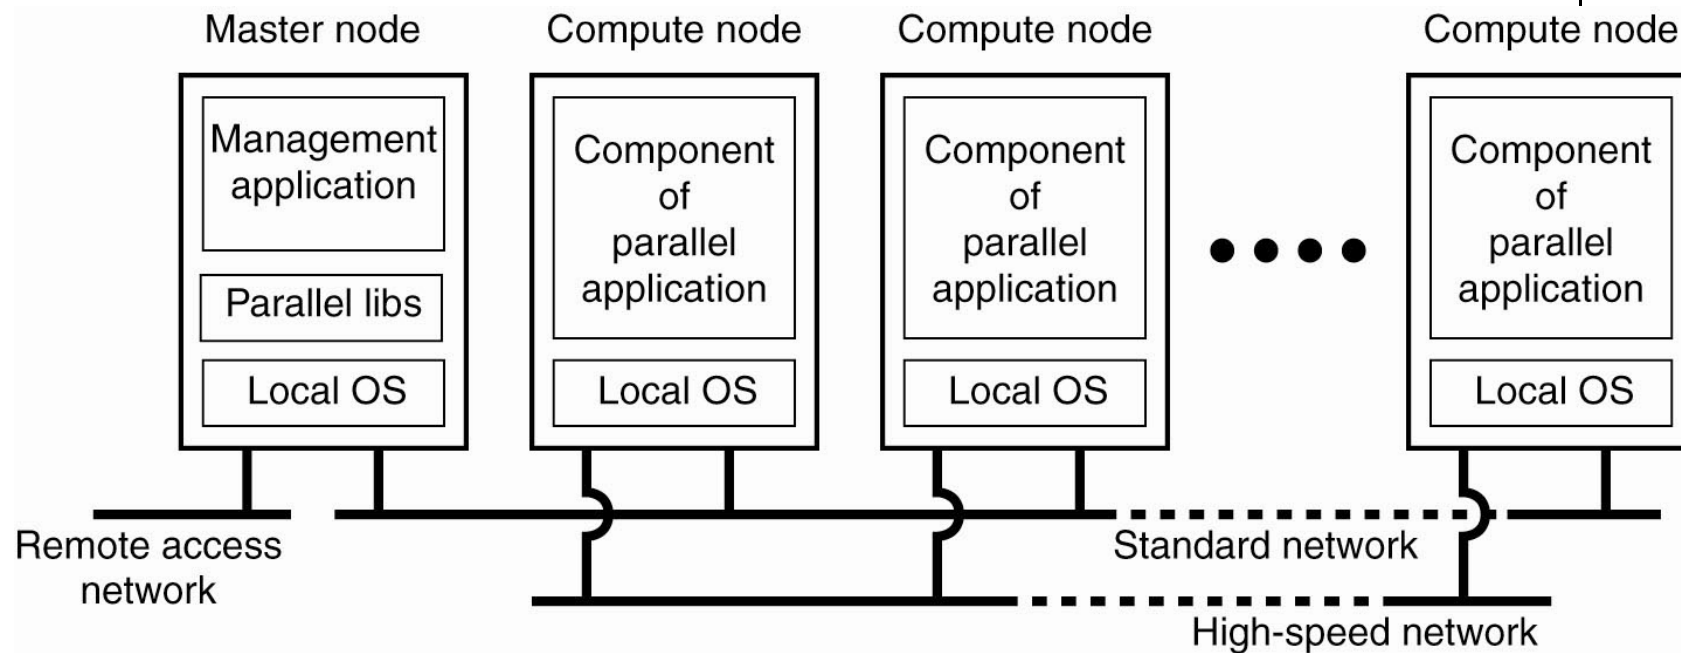 Master node
Compute node
Compute node
Compute node
Management
application
Parallel libs
Local OS
Component
of
parallel
application
Local OS
Component
of
parallel
application
Local OS
Component
of
parallel
application
Local OS
Remote access
network
Standard network
High-speed network